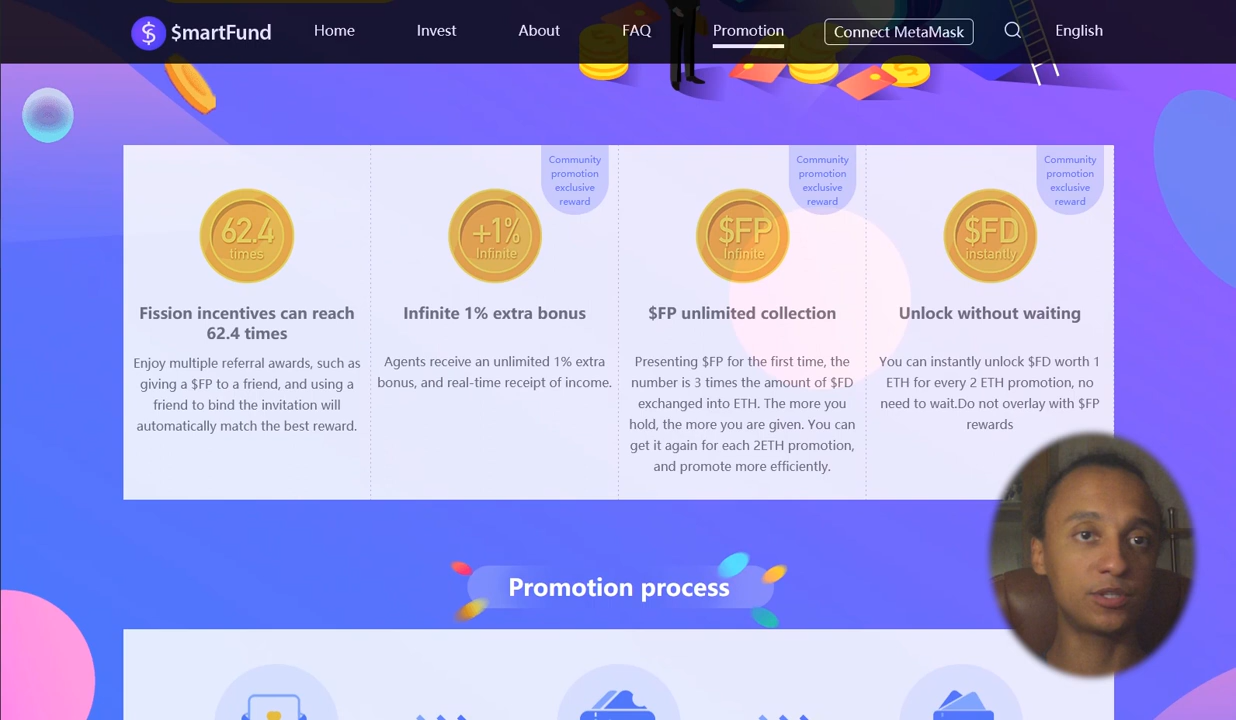 $martFund
Home
Invest
About
FAQ
Promotion
Connect MetaMask
English
62.4
times
Fission incentives can reach
62.4 times
Enjoy multiple referral awards, such as
giving a $FP to a friend, and using a
friend to bind the invitation will
automatically match the best reward.
Community
promotion
exclusive
reward
+1%
Infinite
Infinite 1% extra bonus
Agents receive an unlimited 1% extra
bonus, and real-time receipt of income.
Community
promotion
exclusive
reward
$FP
Infinite
$FP unlimited collection
Presenting $FP for the first time, the
number is 3 times the amount of $FD
exchanged into ETH. The more you
hold, the more you are given. You can
get it again for each 2ETH promotion,
and promote more efficiently.
Community
promotion
exclusive
reward
$FD
instantly
Unlock without waiting
You can instantly unlock $FD worth 1
ETH for every 2 ETH promotion, no
need to wait.Do not overlay with $FP
rewards
Promotion process